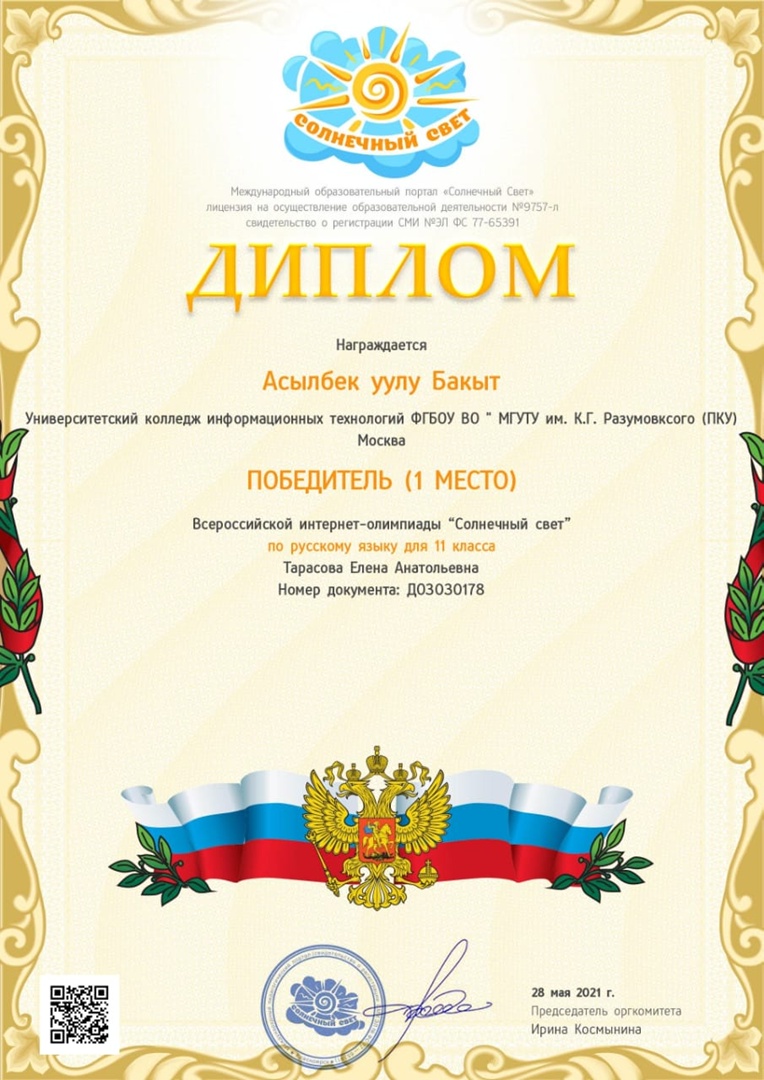 СОЛНЕЧНЫЙ СВЕТ
Международный образовательный портал «Солнечный Свет»
лицензия на осуществление образовательной деятельности №9757-л
свидетельство о регистрации СМИ №ЭЛ ФС 77-65391
ДИПЛОМ
Награждается
Асылбек уулу Бакыт
Университетский колледж информационных технологий ФГБОУ ВО " МГУТУ им. К.Г. Разумовксого (ПКУ)
Москва
ПОБЕДИТЕЛЬ (1 МЕСТО)
Всероссийской интернет-олимпиады “Солнечный свет”
по русскому языку для 11 класса
Тарасова Елена Анатольевна
Номер документа: ДО3030178
СОЛНЕЧНЫЙ СВЕТ
28 мая 2021 г.
Председатель оргкомитета
Ирина Космынина